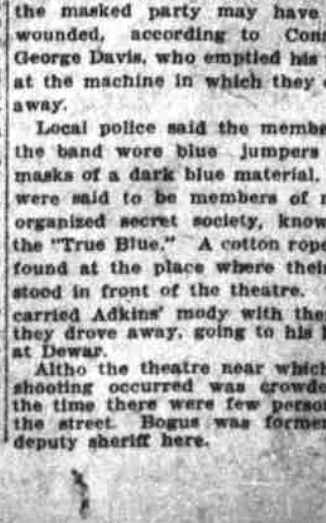 the masked party may have
wounded, according to Cons
George Davis, who emptied his
at the machine in which they
away.
Local police said the membe
the band wore blue jumpers
masks of a dark blue material.
were said to be members of
organized secret society, know
the "True Blue." A cotton rope
found at the place where thei
stood in front of the theatre.
carried Adkins' mody with the
they drove away, going to his
at Dewar.
Altho the theatre near which
shooting occurred was crowde
the time there were few perso
the street. Bogus was former
deputy sheriff here.